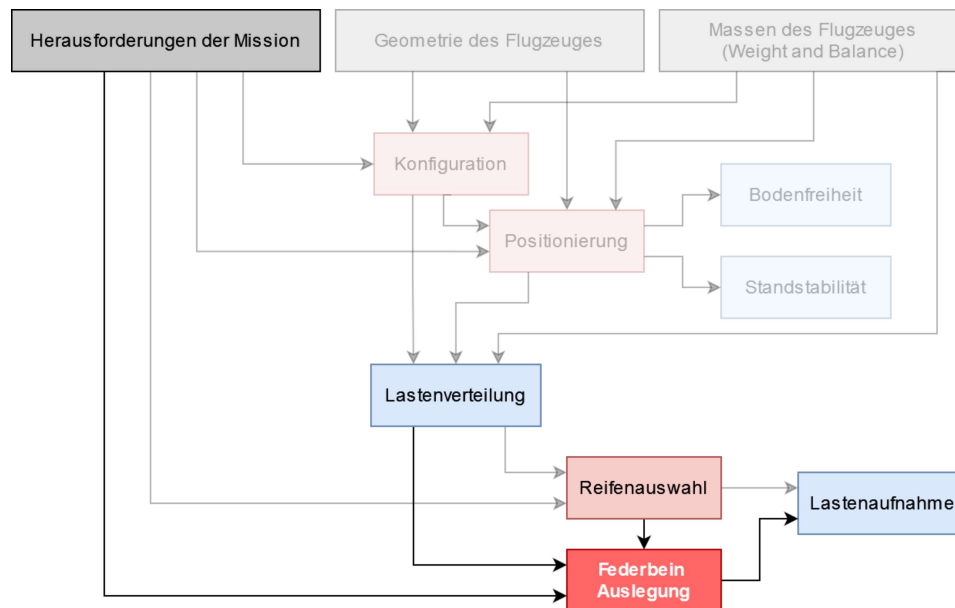 Herausforderungen der Mission
Geometrie des Flugzeuges
Massen des Flugzeuges
(Weight and Balance)
Konfiguration
Bodenfreiheit
Positionierung
Standstabilität
Lastenverteilung
Reifenauswahl
Lastenaufnahme
Federbein
Auslegung